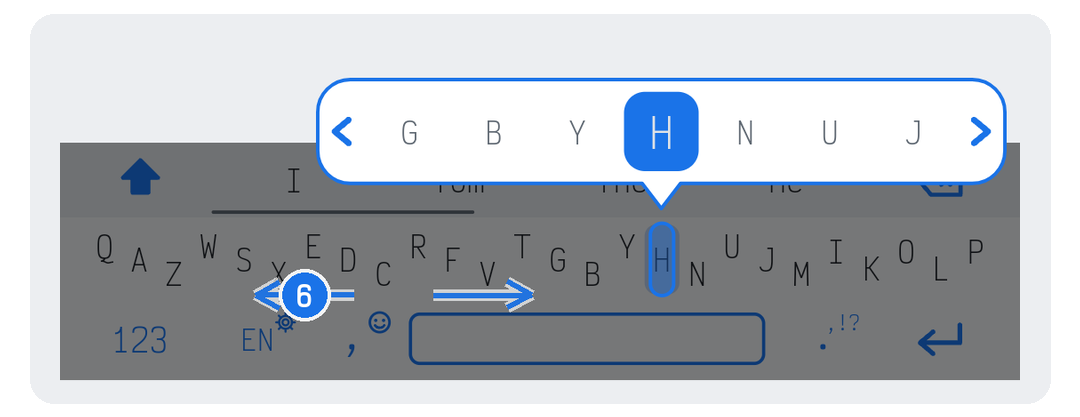 G B Y H N U J
I
Q A Z W S X E D C R F V T G B Y H N U J M I K O L P
6
123 EN , . ,!?